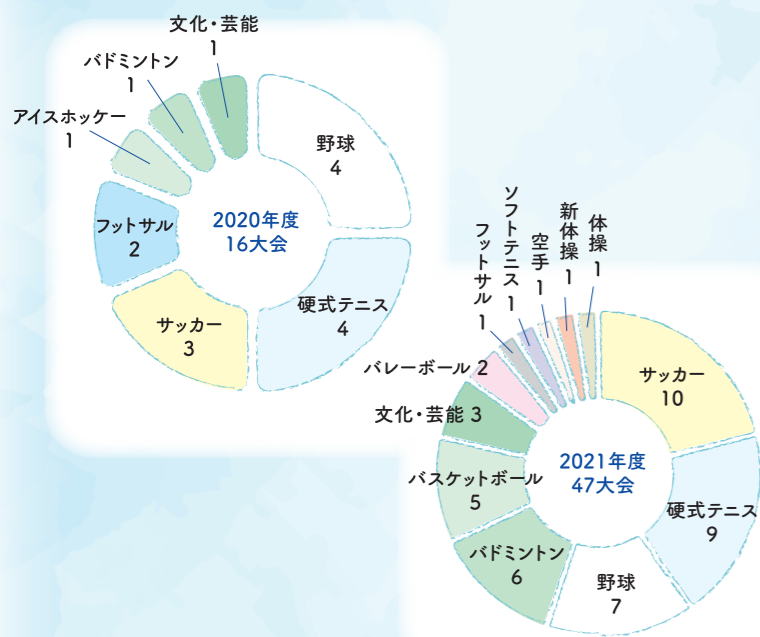 文化・芸能
1
バドミントン
1
アイスホッケー
1
野球
4
フットサル
2
2020年度
16大会
硬式テニス
4
サッカー
3
体操 1
新体操 1
空手 1
ソフトテニス 1
フットサル 1
バレーボール 2
サッカー
10
文化・芸能 3
2021年度
47大会
バスケットボール
5
硬式テニス
9
バドミントン
6
野球
7